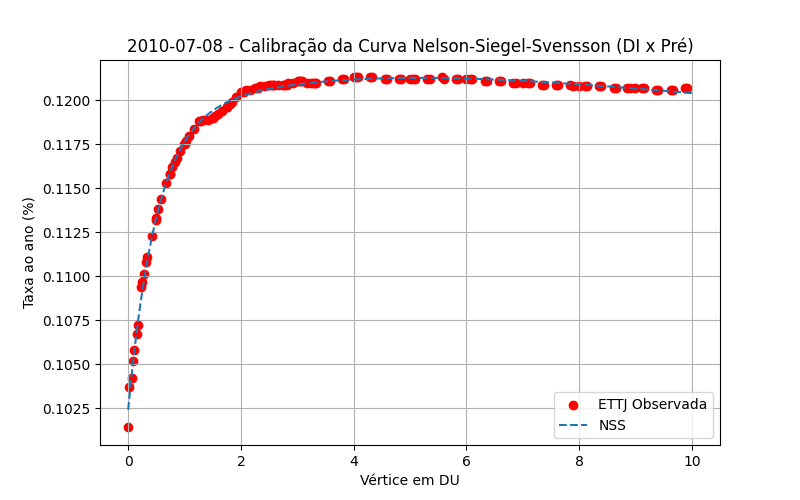 2010-07-08 - Calibração da Curva Nelson-Siegel-Svensson (DI x Pré)
Taxa ao ano (%)
0.1200
0.1175
0.1150
0.1125
0.1100
0.1075
0.1050
0.1025
0 2 4 6 8 10
Vértice em DU
ETTJ Observada
NSS